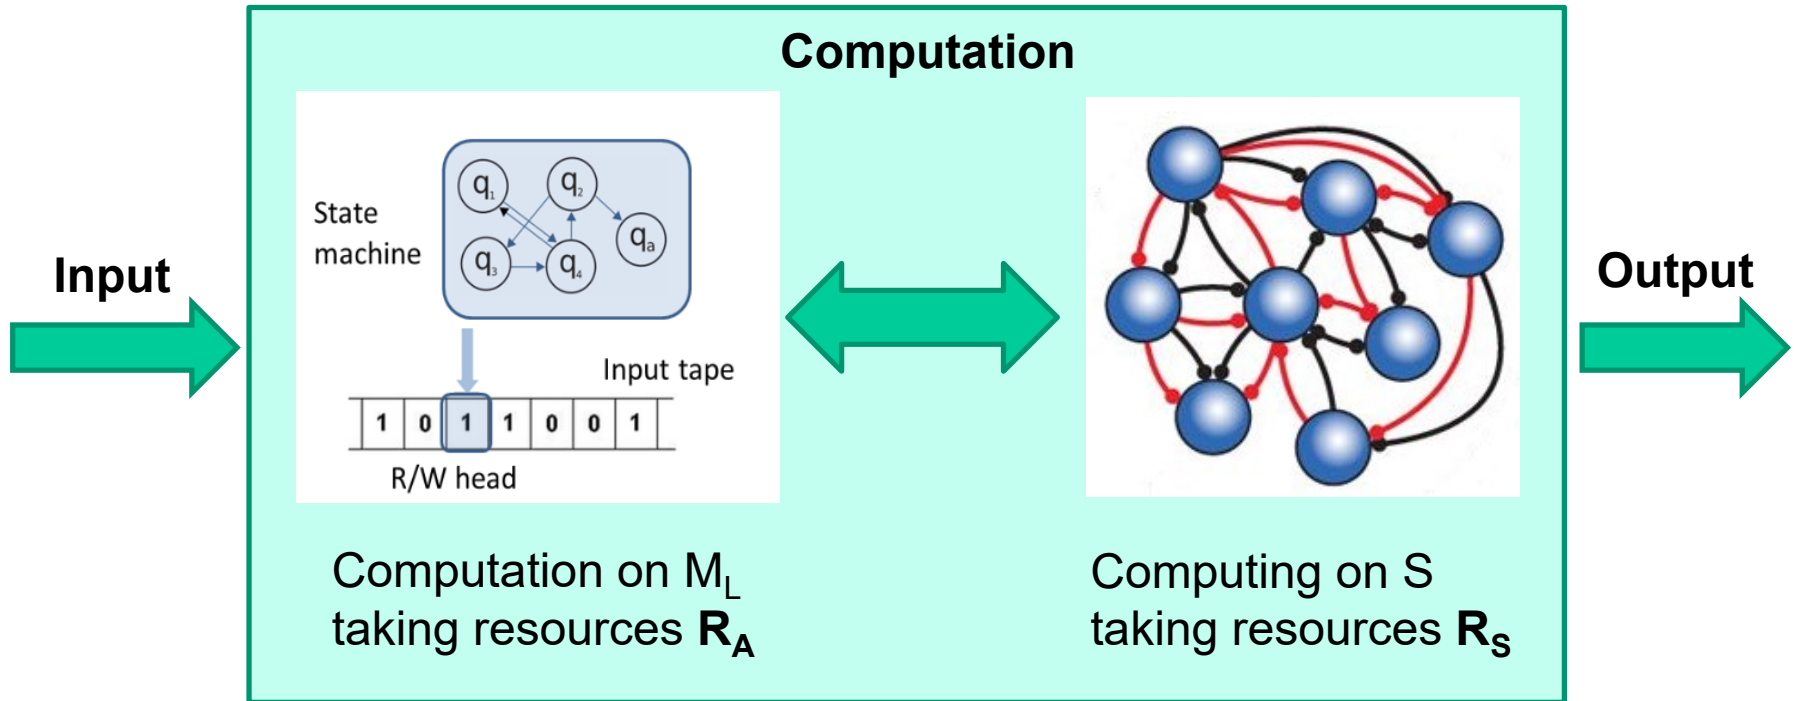 Computation
Input
State
machine
q1
q2
q3
q4
qa
Input tape
1 0 1 1 0 0 1
R/W head
Computation on ML
taking resources RA
Computing on S
taking resources RS
Output